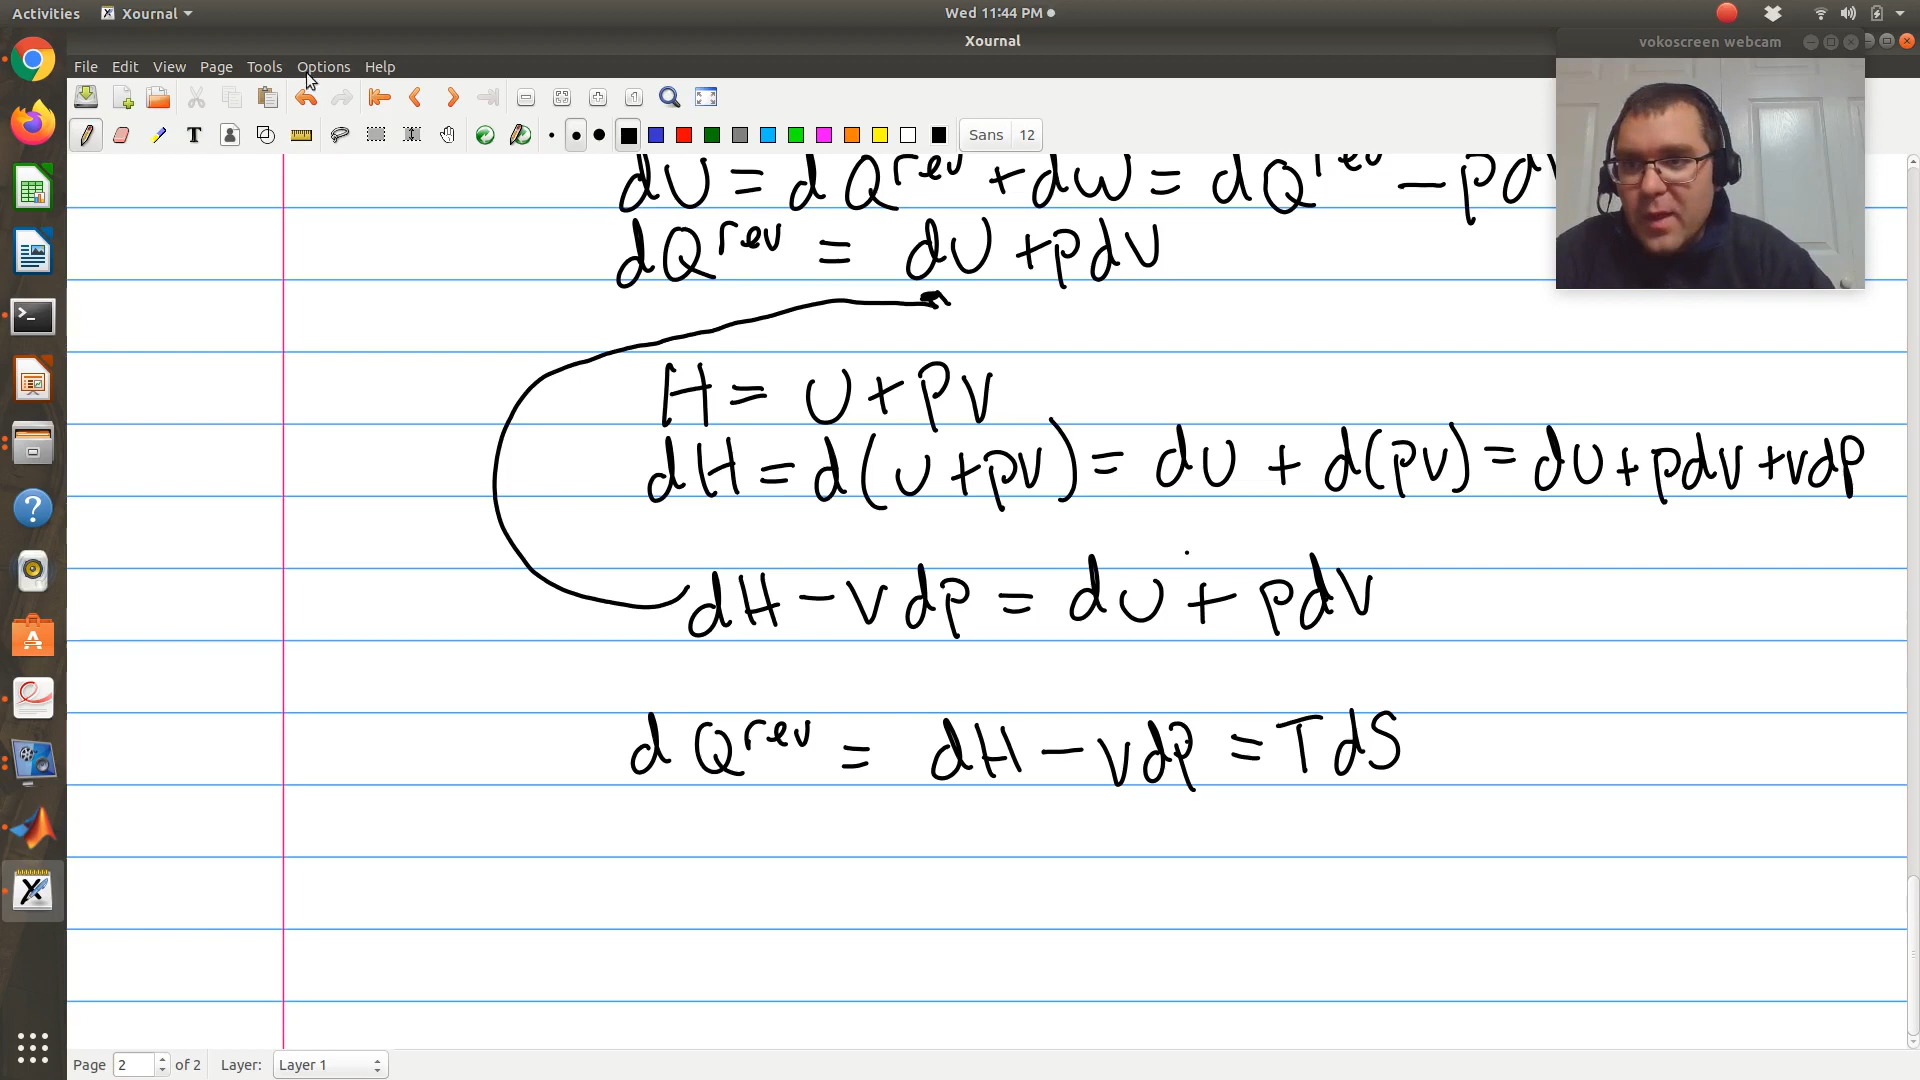 Activities Xournal Wed 11:44 PM
Xournal
vokoscreen webcam
File Edit View Page Tools Options Help
Sans 12
dU = dQ^rev + dW = dQ^rev - pd
dQ^rev = dU + pdV
H = U + pV
dH = d(U + pV) = dU + d(pV) = dU + pdV + Vdp
dH - Vdp = dU + pdV
dQ^rev = dH - Vdp = TdS
Page 2 of 2 Layer: Layer 1